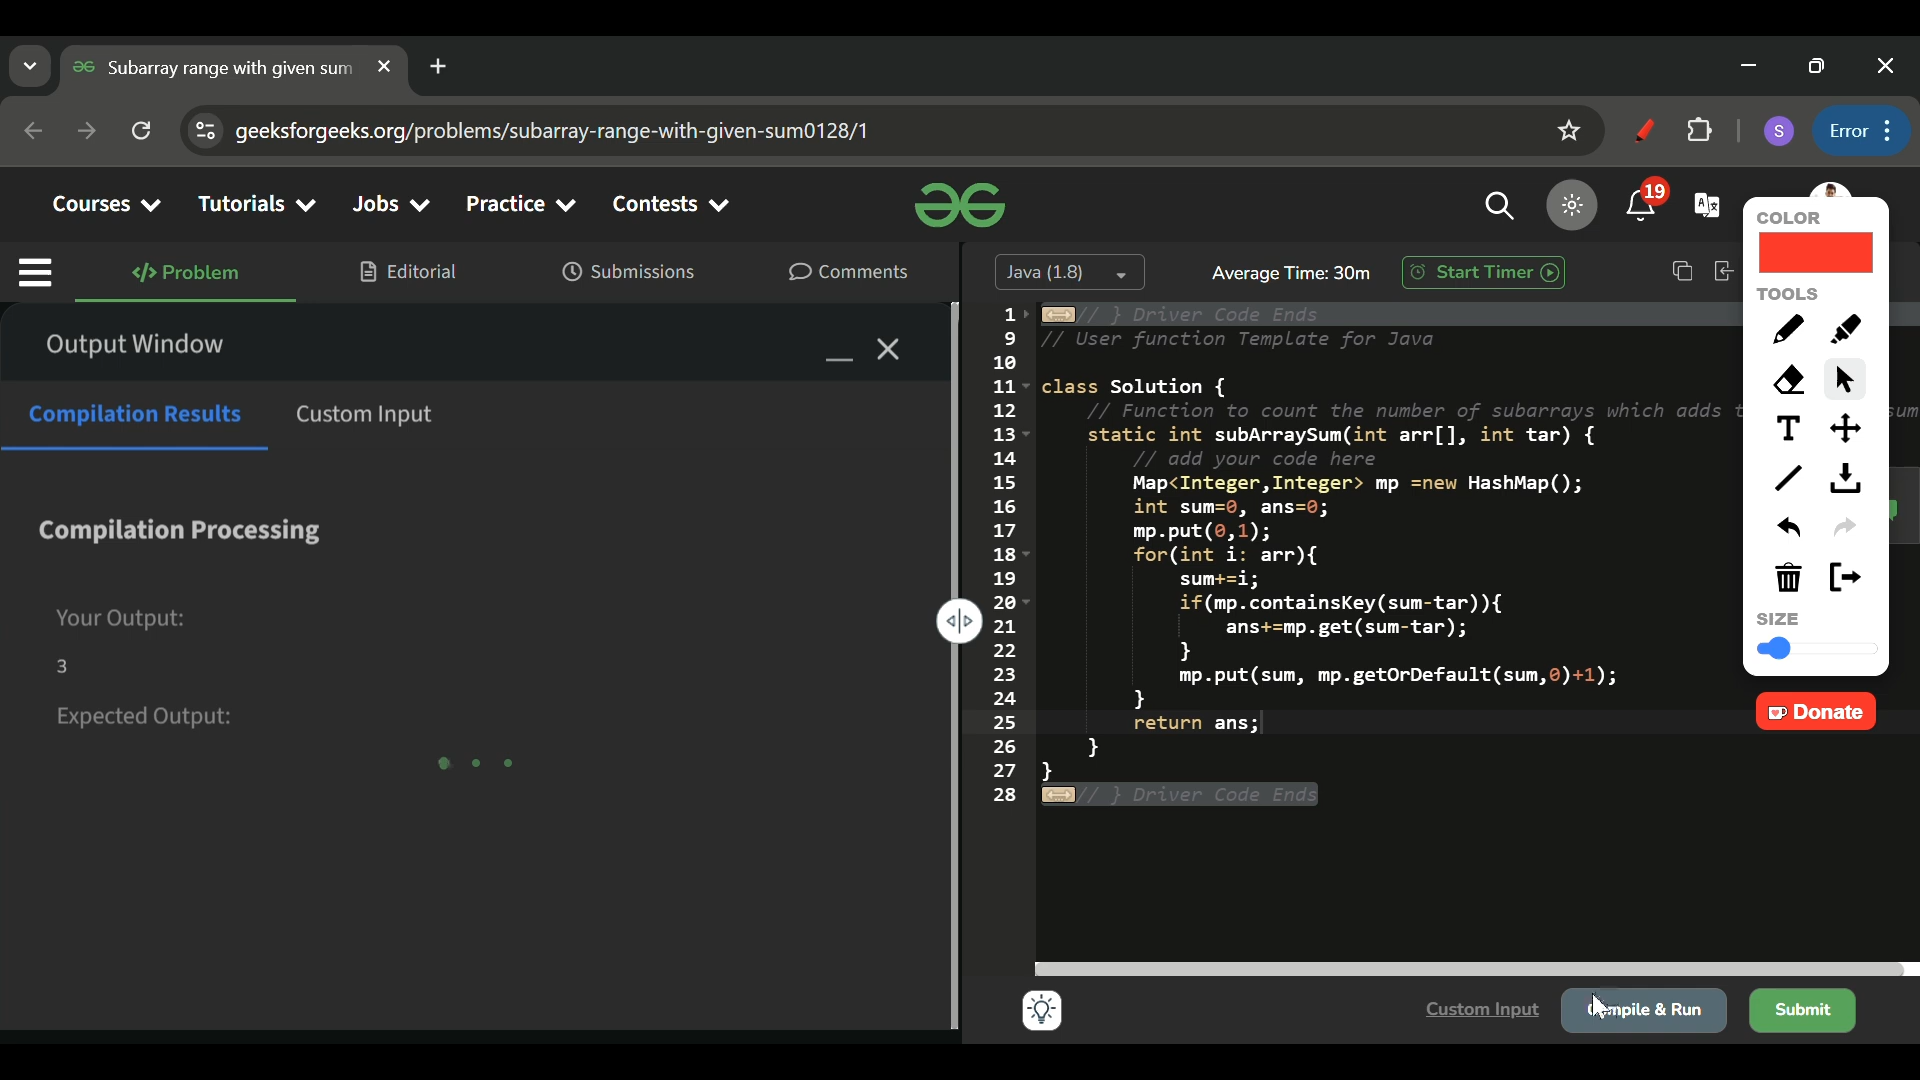 Subarray range with given sum
geeksforgeeks.org/problems/subarray-range-with-given-sum0128/1
S
Error
Courses
Tutorials
Jobs
Practice
Contests
19
Problem
Editorial
Submissions
Comments
Java (1.8)
Average Time: 30m
Start Timer
Output Window
Compilation Results
Custom Input
Compilation Processing
Your Output:
3
Expected Output:
1 // } Driver Code Ends
9 // User function Template for Java
10
11 class Solution {
12 // Function to count the number of subarrays which adds sum
13 static int subArraySum(int arr[], int tar) {
14 // add your code here
15 Map<Integer,Integer> mp =new HashMap();
16 int sum=0, ans=0;
17 mp.put(0,1);
18 for(int i: arr){
19 sum+=i;
20 if(mp.containsKey(sum-tar)){
21 ans+=mp.get(sum-tar);
22 }
23 mp.put(sum, mp.getOrDefault(sum,0)+1);
24 }
25 return ans;
26 }
27 }
28 // } Driver Code Ends
COLOR
TOOLS
T
SIZE
Donate
Custom Input
Compile & Run
Submit